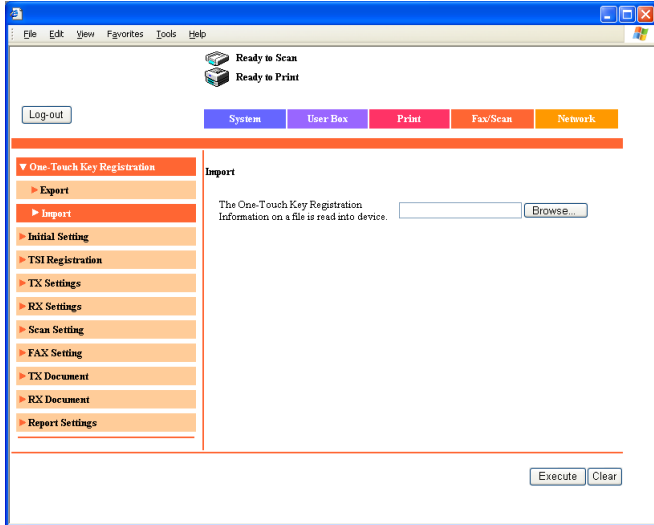 File Edit View Favorites Tools Help
Ready to Scan
Ready to Print
Log-out
System User Box Print Fax/Scan Network
One-Touch Key Registration
Export
Import
Initial Setting
TSI Registration
TX Settings
RX Settings
Scan Setting
FAX Setting
TX Document
RX Document
Report Settings
Import
The One-Touch Key Registration
Information on a file is read into device.
Browse...
Execute Clear